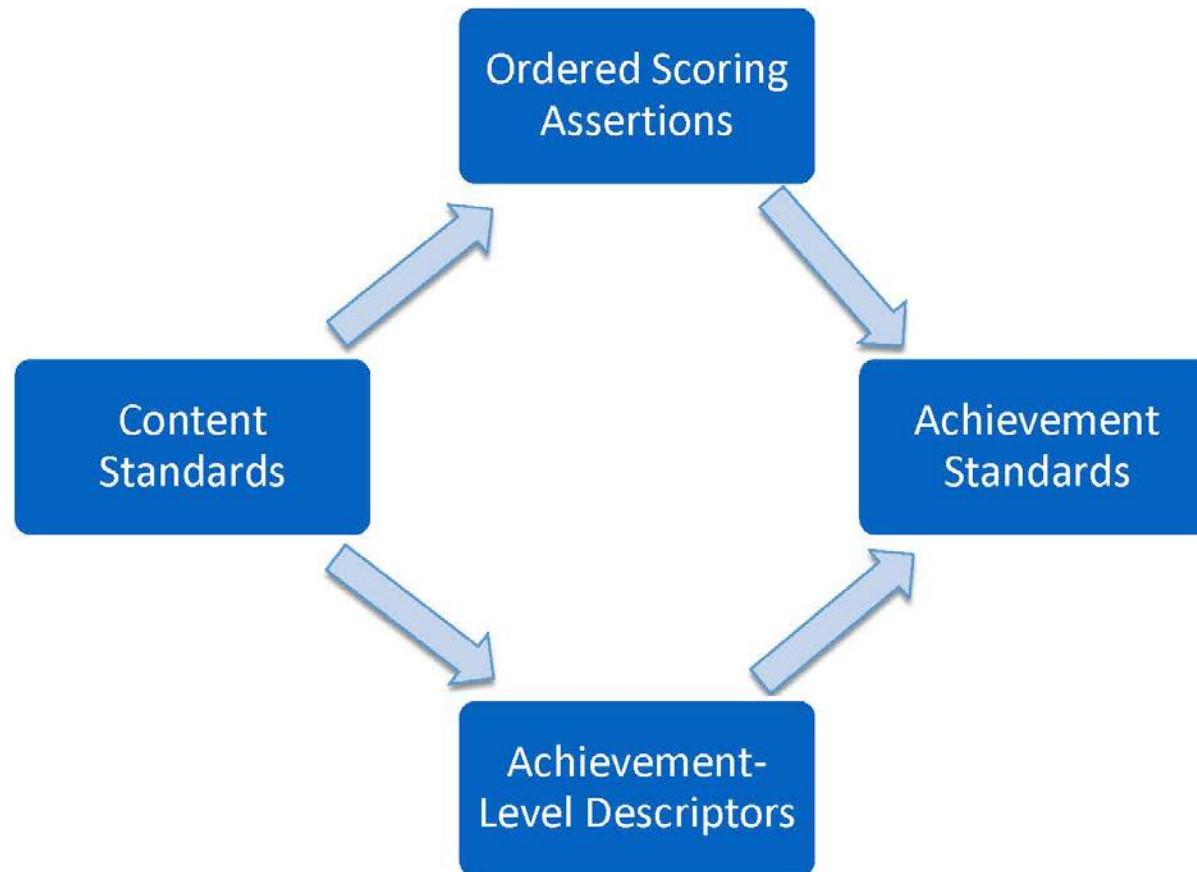 Ordered Scoring
Assertions
Content
Standards
Achievement
Standards
Achievement-
Level Descriptors